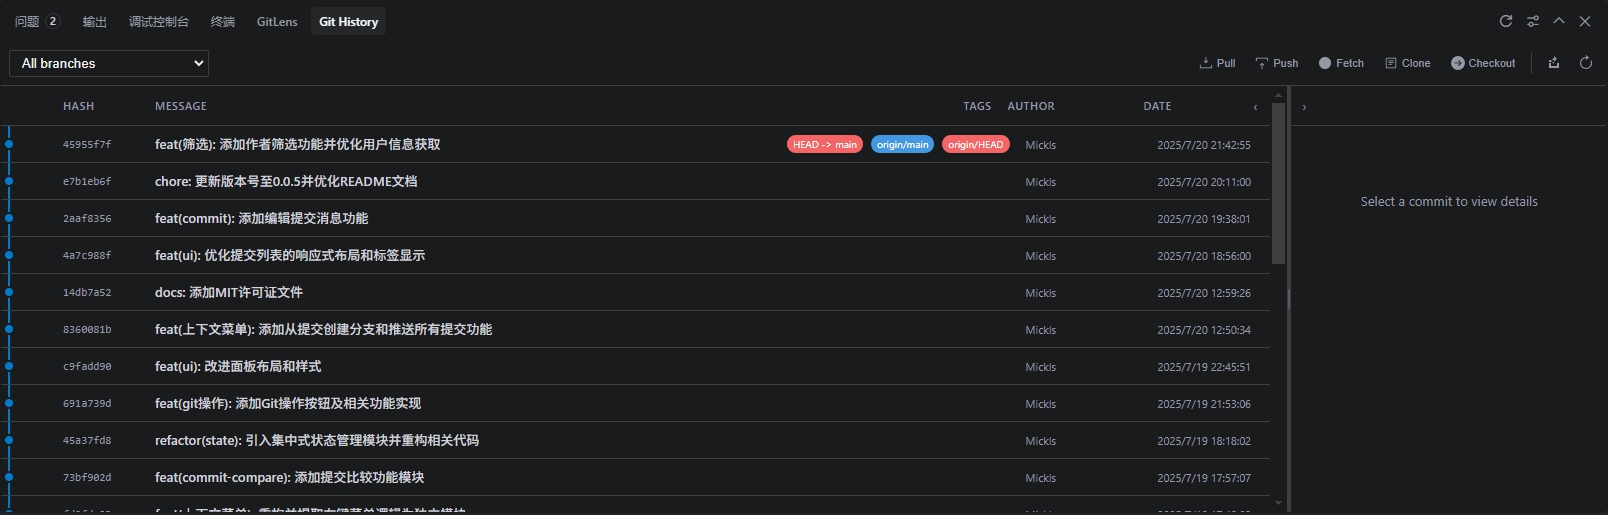 问题 2 输出 调试控制台 终端 GitLens Git History
All branches Pull Push Fetch Clone Checkout
HASH MESSAGE TAGS AUTHOR DATE
45955f7f feat(筛选): 添加作者筛选功能并优化用户信息获取 HEAD -> main origin/main origin/HEAD Mickls 2025/7/20 21:42:55
e7b1eb6f chore: 更新版本号至0.0.5并优化README文档 Mickls 2025/7/20 20:11:00
2aaf8356 feat(commit): 添加编辑提交消息功能 Mickls 2025/7/20 19:38:01
4a7c988f feat(ui): 优化提交列表的响应式布局和标签显示 Mickls 2025/7/20 18:56:00
14db7a52 docs: 添加MIT许可证文件 Mickls 2025/7/20 12:59:26
8360081b feat(上下文菜单): 添加从提交创建分支和推送所有提交功能 Mickls 2025/7/20 12:50:34
c9fadd90 feat(ui): 改进面板布局和样式 Mickls 2025/7/19 22:45:51
691a739d feat(git操作): 添加Git操作按钮及相关功能实现 Mickls 2025/7/19 21:53:06
45a37fd8 refactor(state): 引入集中式状态管理模块并重构相关代码 Mickls 2025/7/19 18:18:02
73bf902d feat(commit-compare): 添加提交比较功能模块 Mickls 2025/7/19 17:57:07
Select a commit to view details